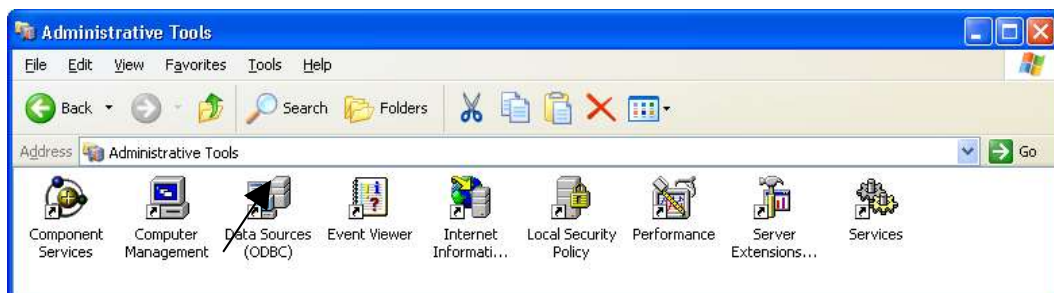 Administrative Tools
File Edit View Favorites Tools Help
Back Search Folders
Address Administrative Tools Go
Component Computer Data Sources Event Viewer Internet Local Security Performance Server Services
Services Management (ODBC) Informati... Policy Extensions...